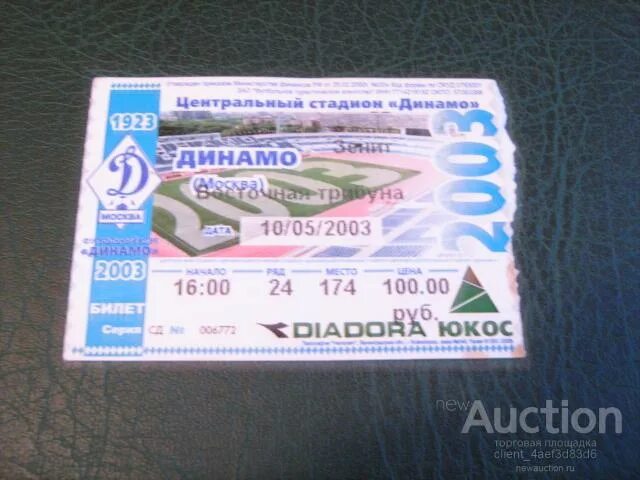 Центральный стадион «Динамо»
1923
Зенит
ДИНАМО
(Москва)
Восточная трибуна
2003
Д
МОСКВА
ДАТА 10/05/2003
«ДИНАМО»
2003
НАЧАЛО РЯД МЕСТО ЦЕНА
16:00 24 174 100.00
руб.
БИЛЕТ
Серия СД № 006772
DIADORA ЮКОС
newAuction
торговая площадка
client_4aef3d83d6
www.newauction.ru